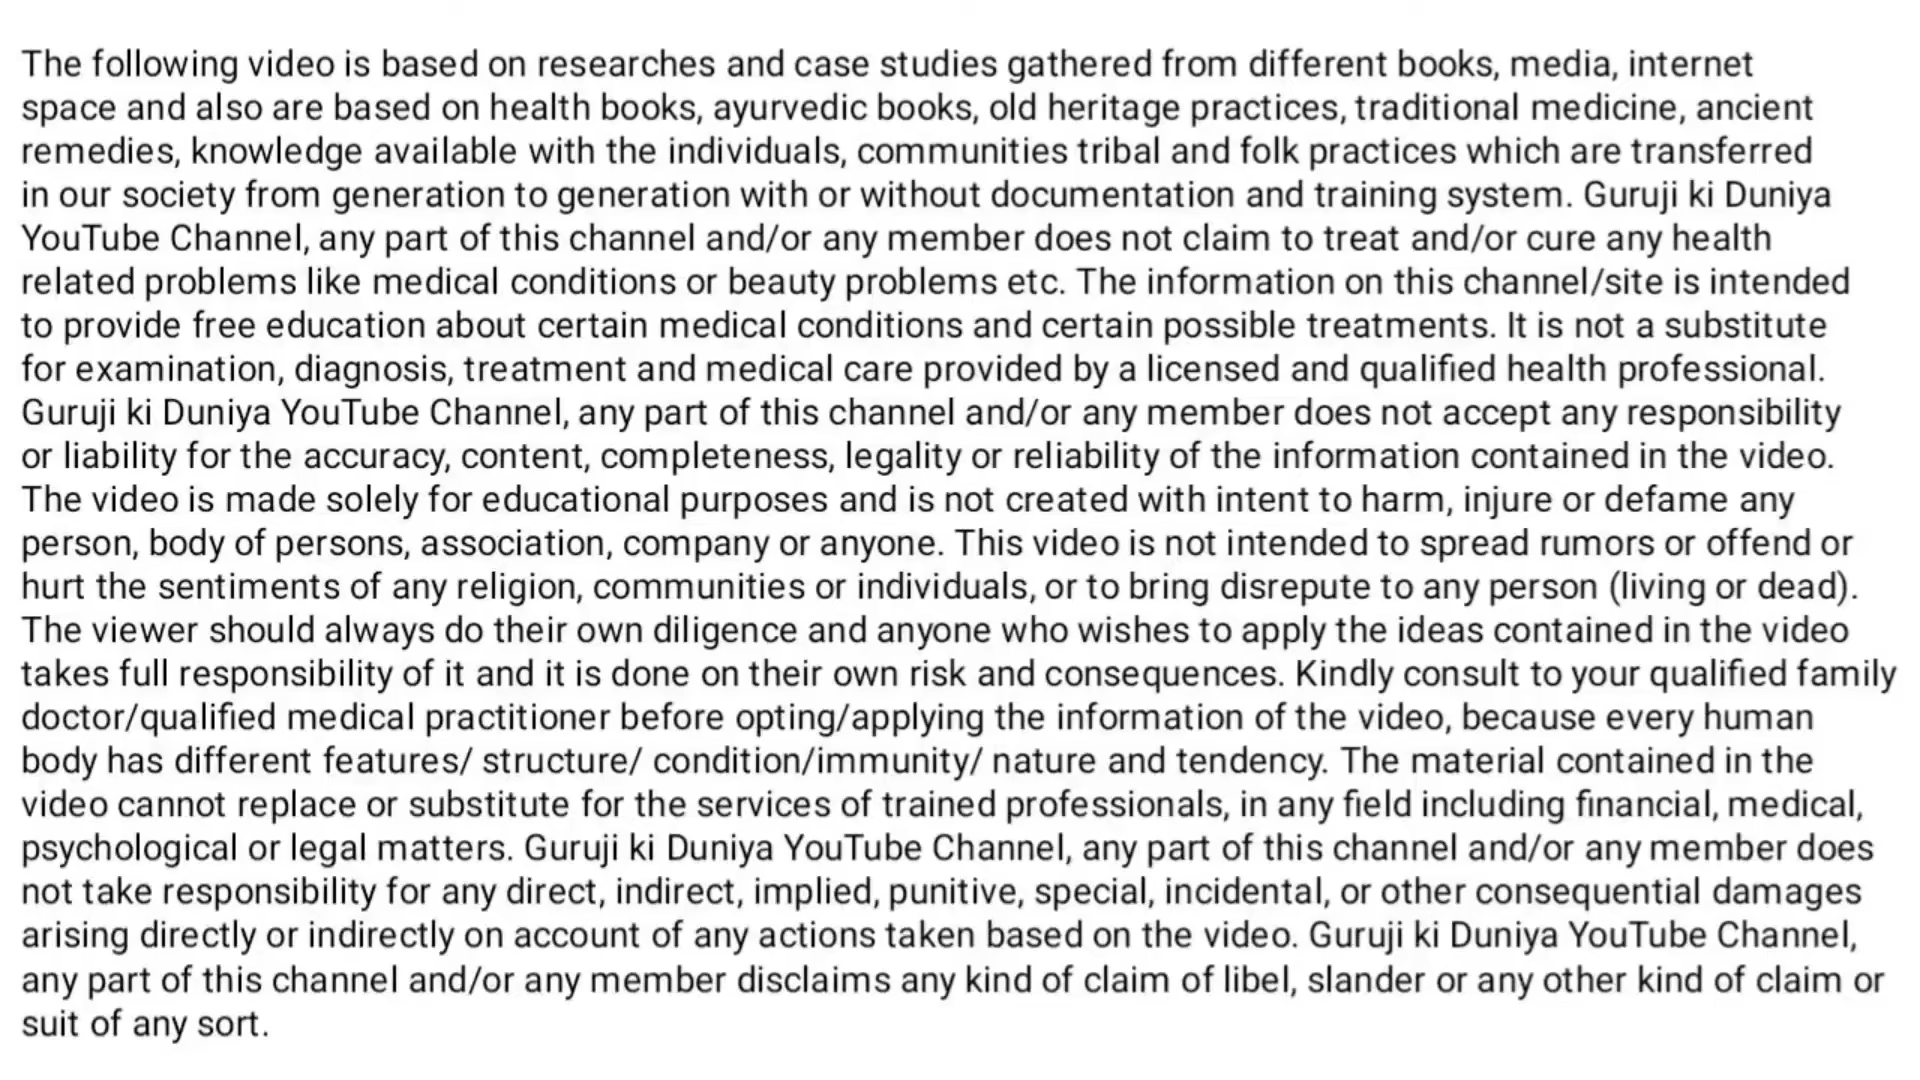 The following video is based on researches and case studies gathered from different books, media, internet
space and also are based on health books, ayurvedic books, old heritage practices, traditional medicine, ancient
remedies, knowledge available with the individuals, communities tribal and folk practices which are transferred
in our society from generation to generation with or without documentation and training system. Guruji ki Duniya
YouTube Channel, any part of this channel and/or any member does not claim to treat and/or cure any health
related problems like medical conditions or beauty problems etc. The information on this channel/site is intended
to provide free education about certain medical conditions and certain possible treatments. It is not a substitute
for examination, diagnosis, treatment and medical care provided by a licensed and qualified health professional.
Guruji ki Duniya YouTube Channel, any part of this channel and/or any member does not accept any responsibility
or liability for the accuracy, content, completeness, legality or reliability of the information contained in the video.
The video is made solely for educational purposes and is not created with intent to harm, injure or defame any
person, body of persons, association, company or anyone. This video is not intended to spread rumors or offend or
hurt the sentiments of any religion, communities or individuals, or to bring disrepute to any person (living or dead).
The viewer should always do their own diligence and anyone who wishes to apply the ideas contained in the video
takes full responsibility of it and it is done on their own risk and consequences. Kindly consult to your qualified family
doctor/qualified medical practitioner before opting/applying the information of the video, because every human
body has different features/ structure/ condition/immunity/ nature and tendency. The material contained in the
video cannot replace or substitute for the services of trained professionals, in any field including financial, medical,
psychological or legal matters. Guruji ki Duniya YouTube Channel, any part of this channel and/or any member does
not take responsibility for any direct, indirect, implied, punitive, special, incidental, or other consequential damages
arising directly or indirectly on account of any actions taken based on the video. Guruji ki Duniya YouTube Channel,
any part of this channel and/or any member disclaims any kind of claim of libel, slander or any other kind of claim or
suit of any sort.